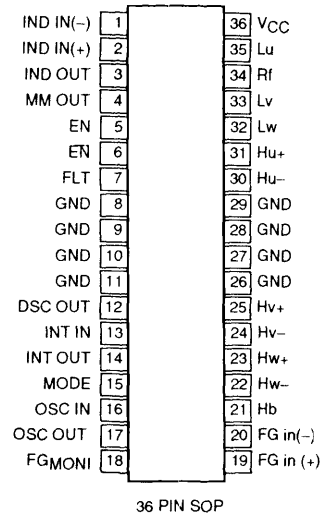 IND IN(−) 1 36 VCC
IND IN(+) 2 35 Lu
IND OUT 3 34 Rf
MM OUT 4 33 Lv
EN 5 32 Lw
E̅N̅ 6 31 Hu+
FLT 7 30 Hu−
GND 8 29 GND
GND 9 28 GND
GND 10 27 GND
GND 11 26 GND
DSC OUT 12 25 Hv+
INT IN 13 24 Hv−
INT OUT 14 23 Hw+
MODE 15 22 Hw−
OSC IN 16 21 Hb
OSC OUT 17 20 FG in(−)
FGMONI 18 19 FG in (+)
36 PIN SOP